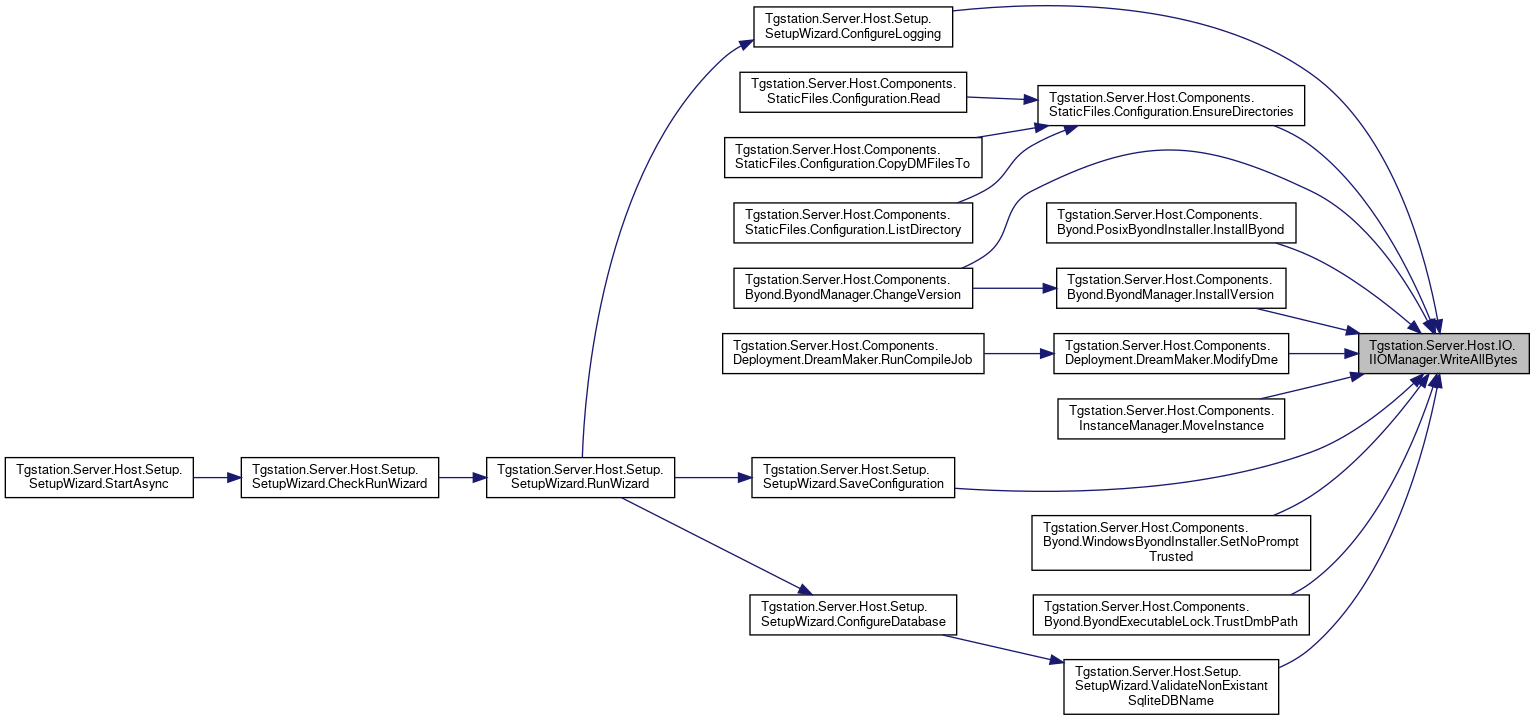 Tgstation.Server.Host.Setup.
SetupWizard.ConfigureLogging
Tgstation.Server.Host.Components.
StaticFiles.Configuration.Read
Tgstation.Server.Host.Components.
StaticFiles.Configuration.EnsureDirectories
Tgstation.Server.Host.Components.
StaticFiles.Configuration.CopyDMFilesTo
Tgstation.Server.Host.Components.
StaticFiles.Configuration.ListDirectory
Tgstation.Server.Host.Components.
Byond.PosixByondInstaller.InstallByond
Tgstation.Server.Host.Components.
Byond.ByondManager.ChangeVersion
Tgstation.Server.Host.Components.
Byond.ByondManager.InstallVersion
Tgstation.Server.Host.Components.
Deployment.DreamMaker.RunCompileJob
Tgstation.Server.Host.Components.
Deployment.DreamMaker.ModifyDme
Tgstation.Server.Host.IO.
IIOManager.WriteAllBytes
Tgstation.Server.Host.Components.
InstanceManager.MoveInstance
Tgstation.Server.Host.Setup.
SetupWizard.StartAsync
Tgstation.Server.Host.Setup.
SetupWizard.CheckRunWizard
Tgstation.Server.Host.Setup.
SetupWizard.RunWizard
Tgstation.Server.Host.Setup.
SetupWizard.SaveConfiguration
Tgstation.Server.Host.Components.
Byond.WindowsByondInstaller.SetNoPrompt
Trusted
Tgstation.Server.Host.Setup.
SetupWizard.ConfigureDatabase
Tgstation.Server.Host.Components.
Byond.ByondExecutableLock.TrustDmbPath
Tgstation.Server.Host.Setup.
SetupWizard.ValidateNonExistant
SqliteDBName